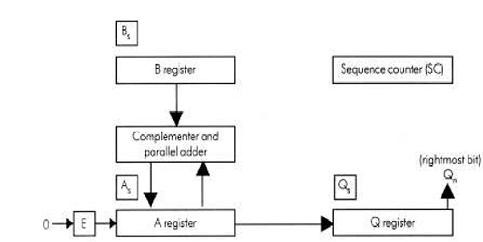 Bs
B register
Sequence counter (SC)
Complementer and
parallel adder
(rightmost bit)
As
Qs
Qn
0
E
A register
Q register